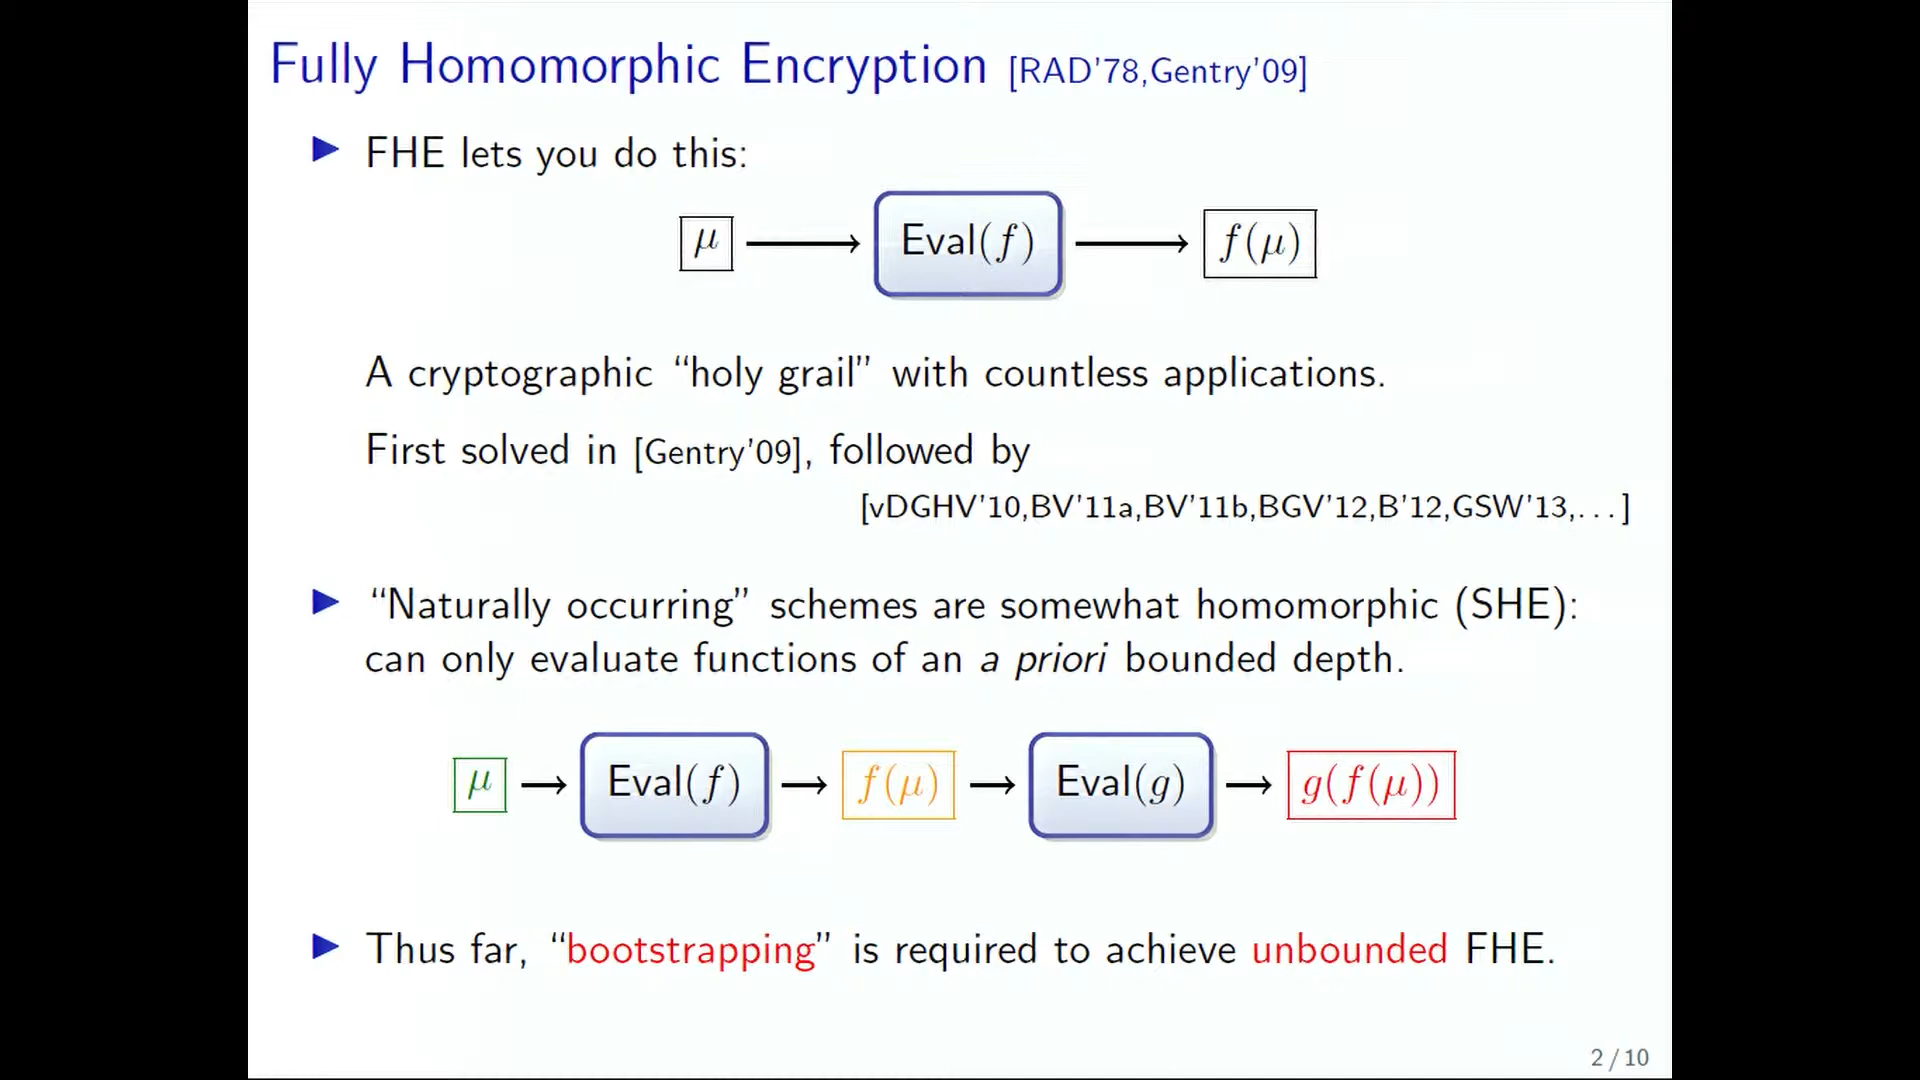 Fully Homomorphic Encryption [RAD'78,Gentry'09]
FHE lets you do this:
μ Eval(f) f(μ)
A cryptographic “holy grail” with countless applications.
First solved in [Gentry'09], followed by
[vDGHV'10,BV'11a,BV'11b,BGV'12,B'12,GSW'13,...]
“Naturally occurring” schemes are somewhat homomorphic (SHE):
can only evaluate functions of an a priori bounded depth.
μ Eval(f) f(μ) Eval(g) g(f(μ))
Thus far, “bootstrapping” is required to achieve unbounded FHE.
2 / 10